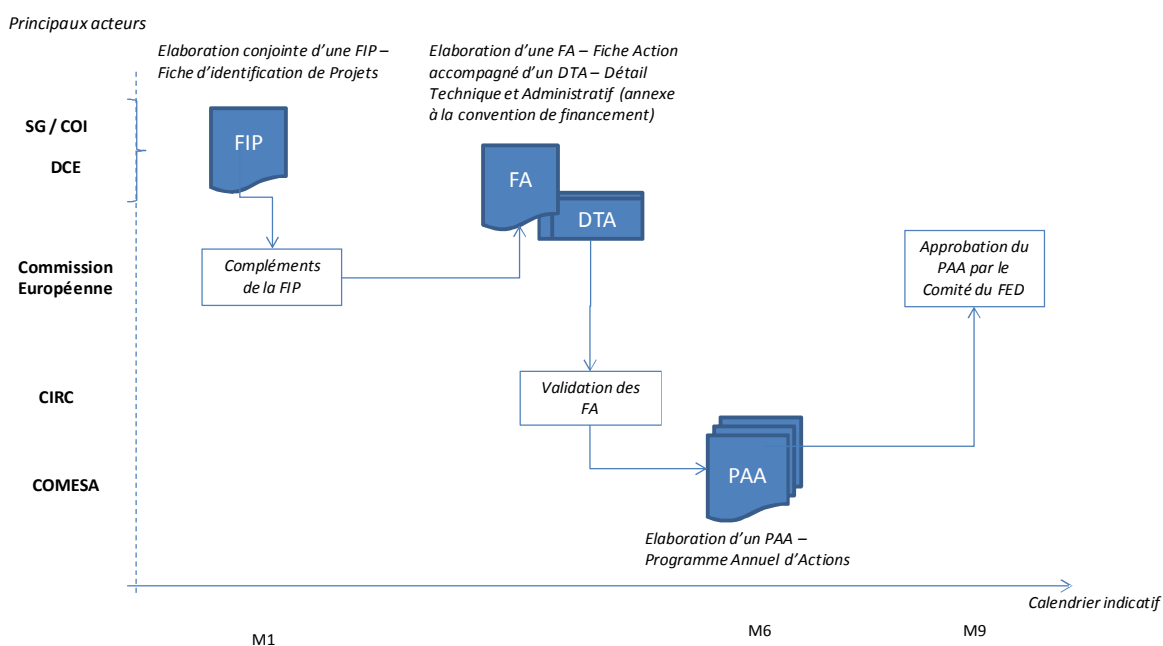 Principaux acteurs
Elaboration conjointe d'une FIP –
Fiche d'identification de Projets
Elaboration d'une FA – Fiche Action
accompagné d'un DTA – Détail
Technique et Administratif (annexe
à la convention de financement)
SG / COI
DCE
FIP
FA
DTA
Commission
Européenne
Compléments
de la FIP
Approbation du
PAA par le
Comité du FED
CIRC
Validation des
FA
COMESA
PAA
Elaboration d'un PAA –
Programme Annuel d'Actions
Calendrier indicatif
M1
M6
M9